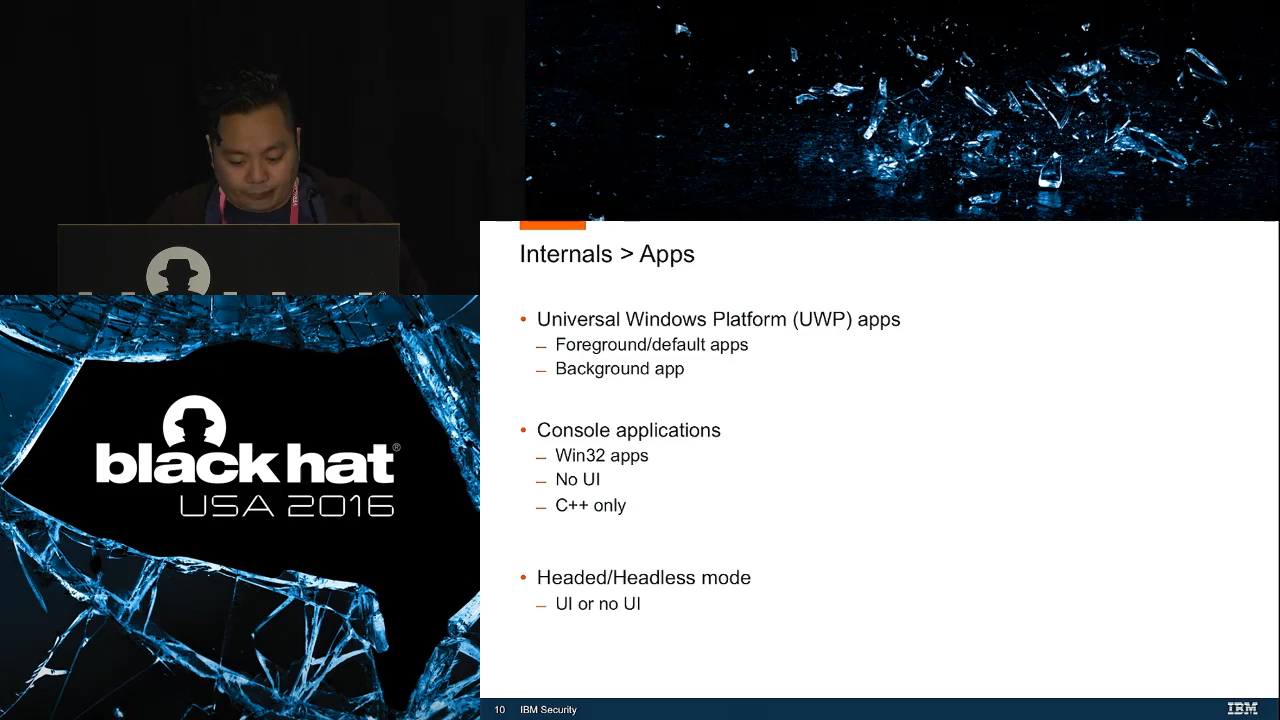 Internals > Apps
• Universal Windows Platform (UWP) apps
– Foreground/default apps
– Background app
• Console applications
– Win32 apps
– No UI
– C++ only
• Headed/Headless mode
– UI or no UI
10 IBM Security
IBM
black hat®
USA 2016